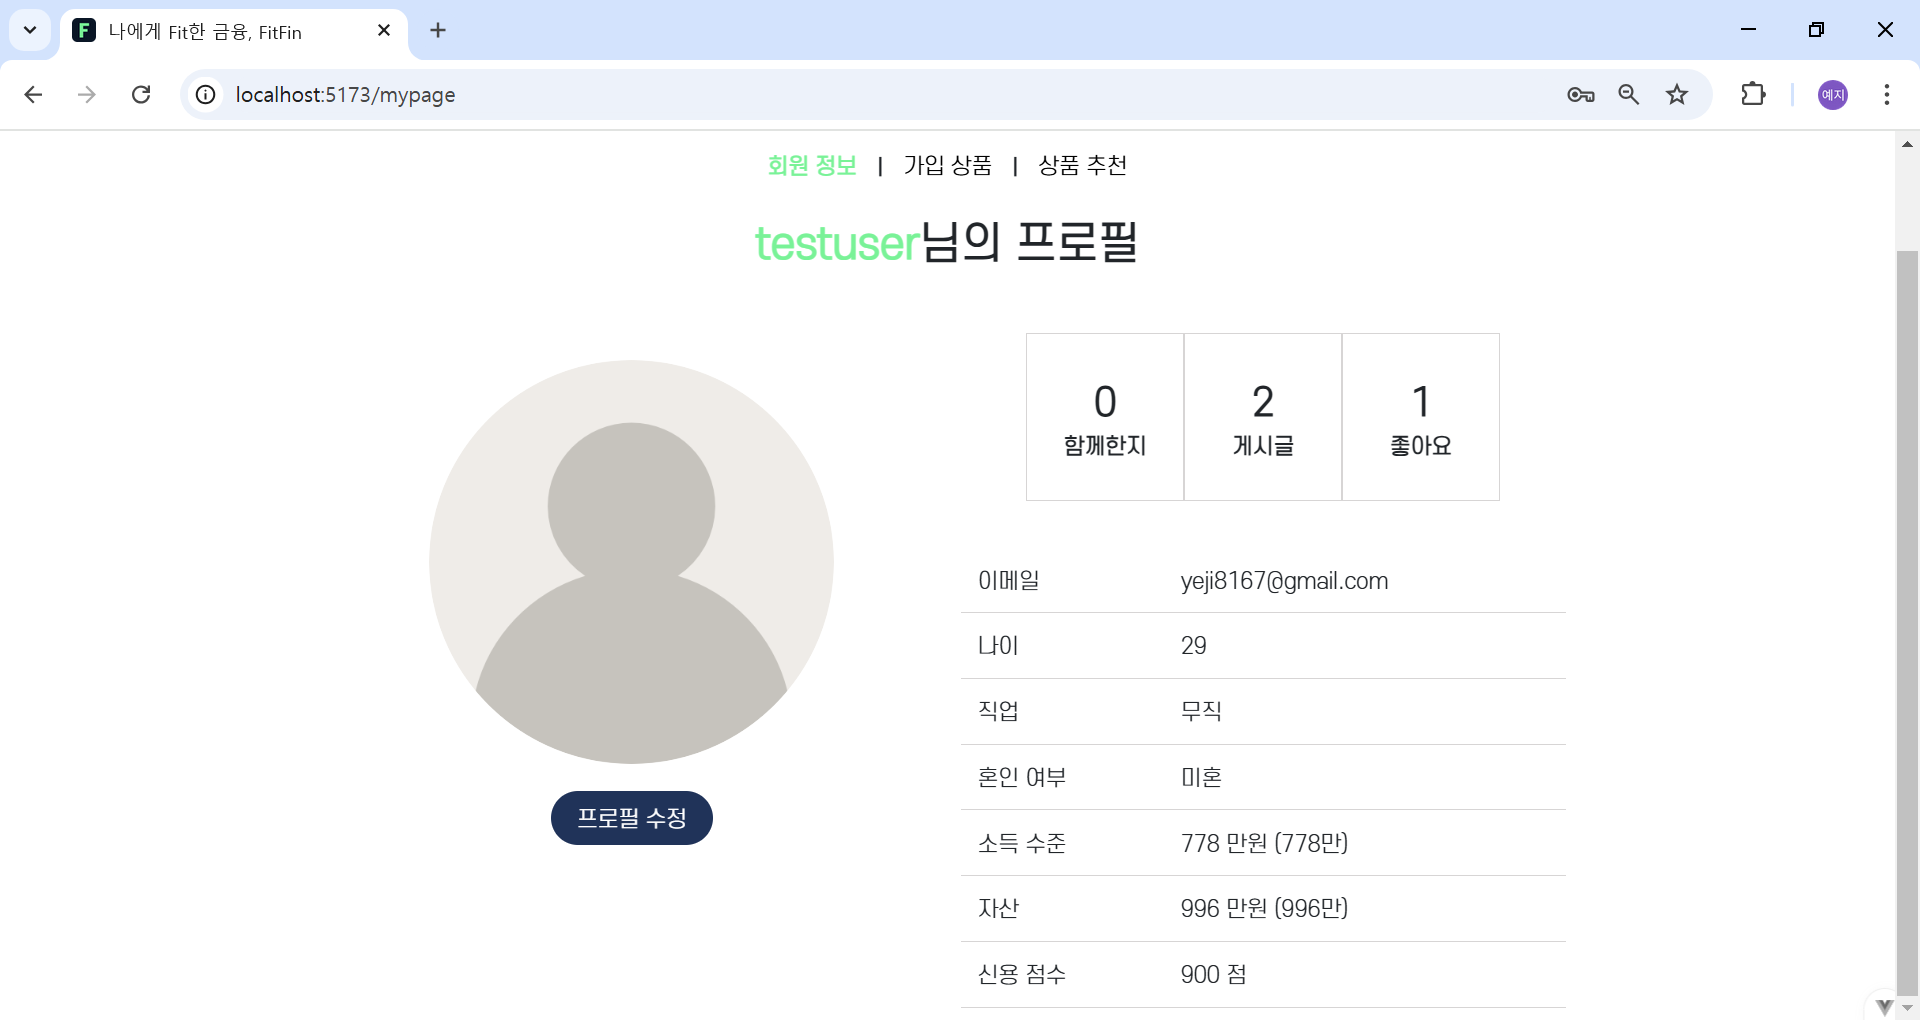 F 나에게 Fit한 금융, FitFin
localhost:5173/mypage
예지
회원 정보 | 가입 상품 | 상품 추천
testuser님의 프로필
0 2 1
함께한지 게시글 좋아요
이메일 yeji8167@gmail.com
나이 29
직업 무직
혼인 여부 미혼
프로필 수정
소득 수준 778 만원 (778만)
자산 996 만원 (996만)
신용 점수 900 점